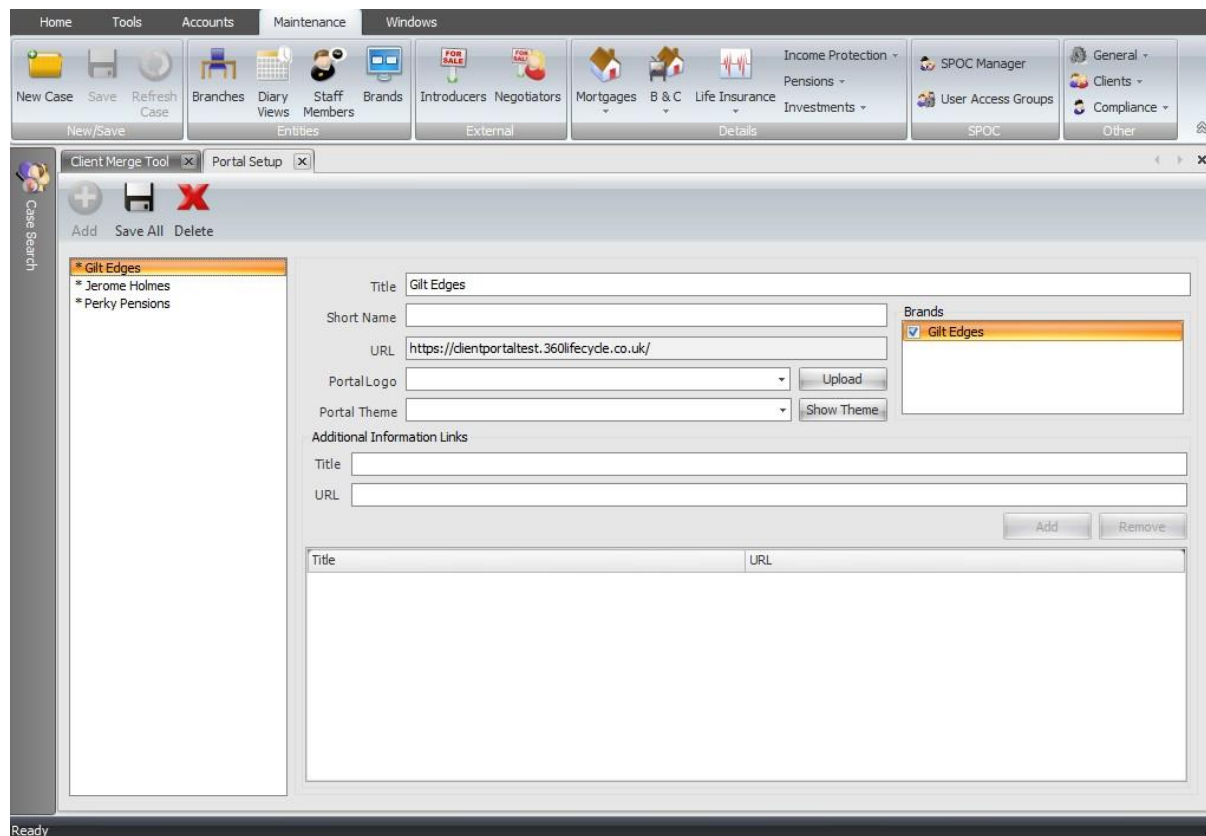 Home Tools Accounts Maintenance Windows
New Case Save Refresh Case
New/Save
Branches Diary Views Staff Members Brands
Entities
FOR SALE
Introducers Negotiators
External
Mortgages B & C Life Insurance
Income Protection
Pensions
Investments
Details
SPOC Manager
User Access Groups
SPOC
General
Clients
Compliance
Other
Case Search
Client Merge Tool Portal Setup
Add Save All Delete
* Gilt Edges
* Jerome Holmes
* Perky Pensions
Title Gilt Edges
Short Name
URL https://clientportaltest.360lifecycle.co.uk/
Portal Logo Upload
Portal Theme Show Theme
Brands
Gilt Edges
Additional Information Links
Title
URL
Add Remove
Title URL
Ready